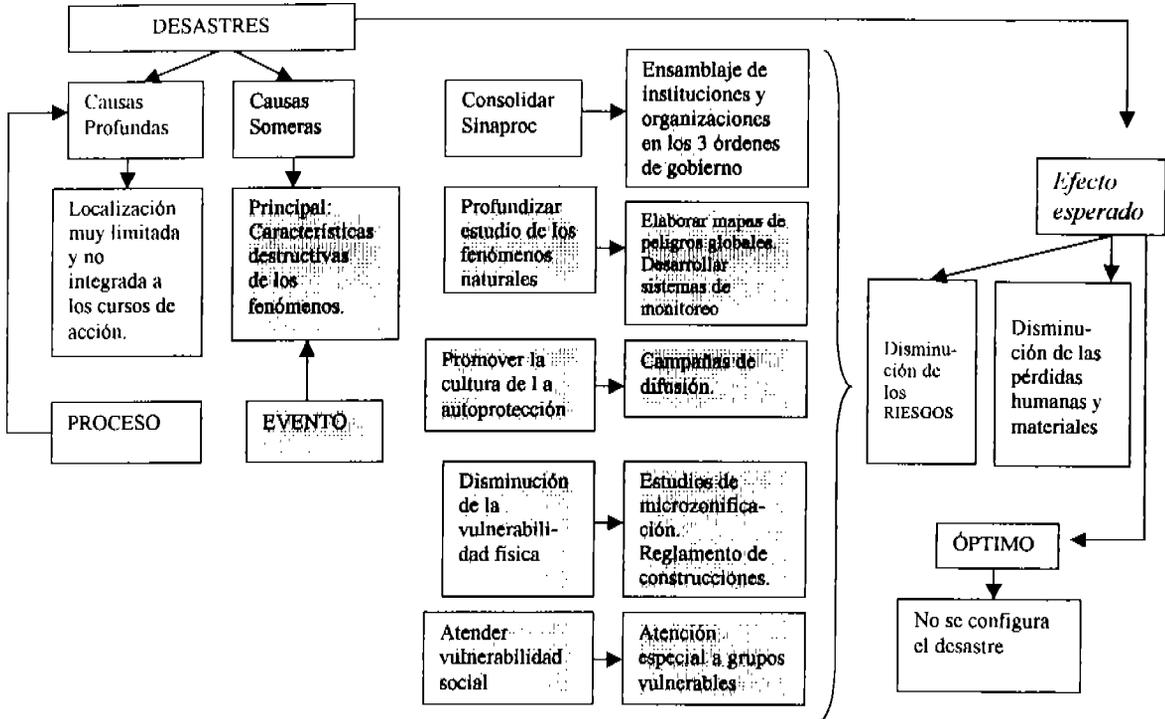 DESASTRES
Causas
Profundas
Causas
Someras
Localización
muy limitada
y no
integrada a
los cursos de
acción.
Principal:
Características
destructivas
de los
fenómenos.
PROCESO
EVENTO
Consolidar
Sinaproc
Ensamblaje de
instituciones y
organizaciones
en los 3 órdenes
de gobierno
Profundizar
estudio de los
fenómenos
naturales
Elaborar mapas de
peligros globales.
Desarrollar
sistemas de
monitoreo
Promover la
cultura de l a
autoprotección
Campañas de
difusión.
Disminución
de la
vulnerabili-
dad física
Estudios de
microzonifica-
ción.
Reglamento de
construcciones.
Atender
vulnerabilidad
social
Atención
especial a grupos
vulnerables
Efecto
esperado
Disminu-
ción de
los
RIESGOS
Disminu-
ción de las
pérdidas
humanas y
materiales
ÓPTIMO
No se configura
el desastre